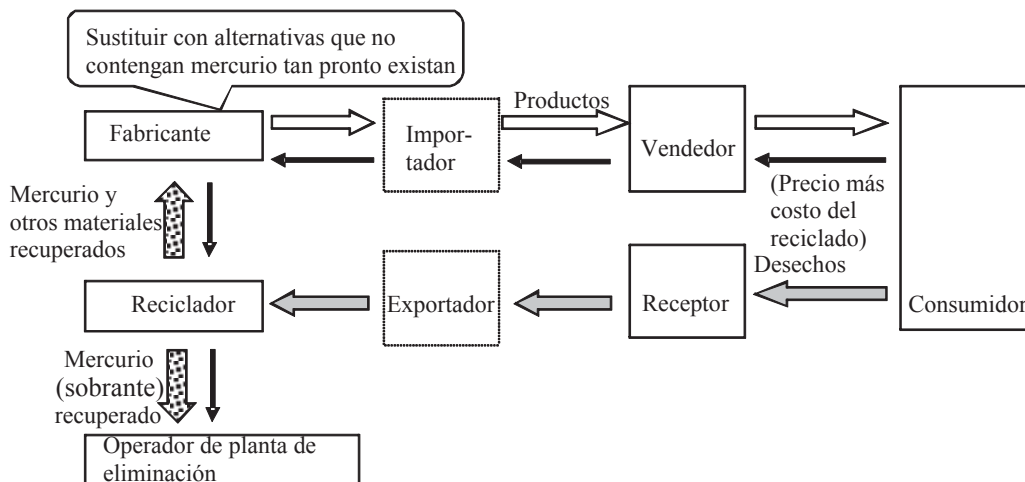 Sustituir con alternativas que no
contengan mercurio tan pronto existan
Fabricante
Impor-
tador
Productos
Vendedor
(Precio más
costo del
reciclado)
Mercurio y
otros materiales
recuperados
Desechos
Reciclador
Exportador
Receptor
Consumidor
Mercurio
(sobrante)
recuperado
Operador de planta de
eliminación